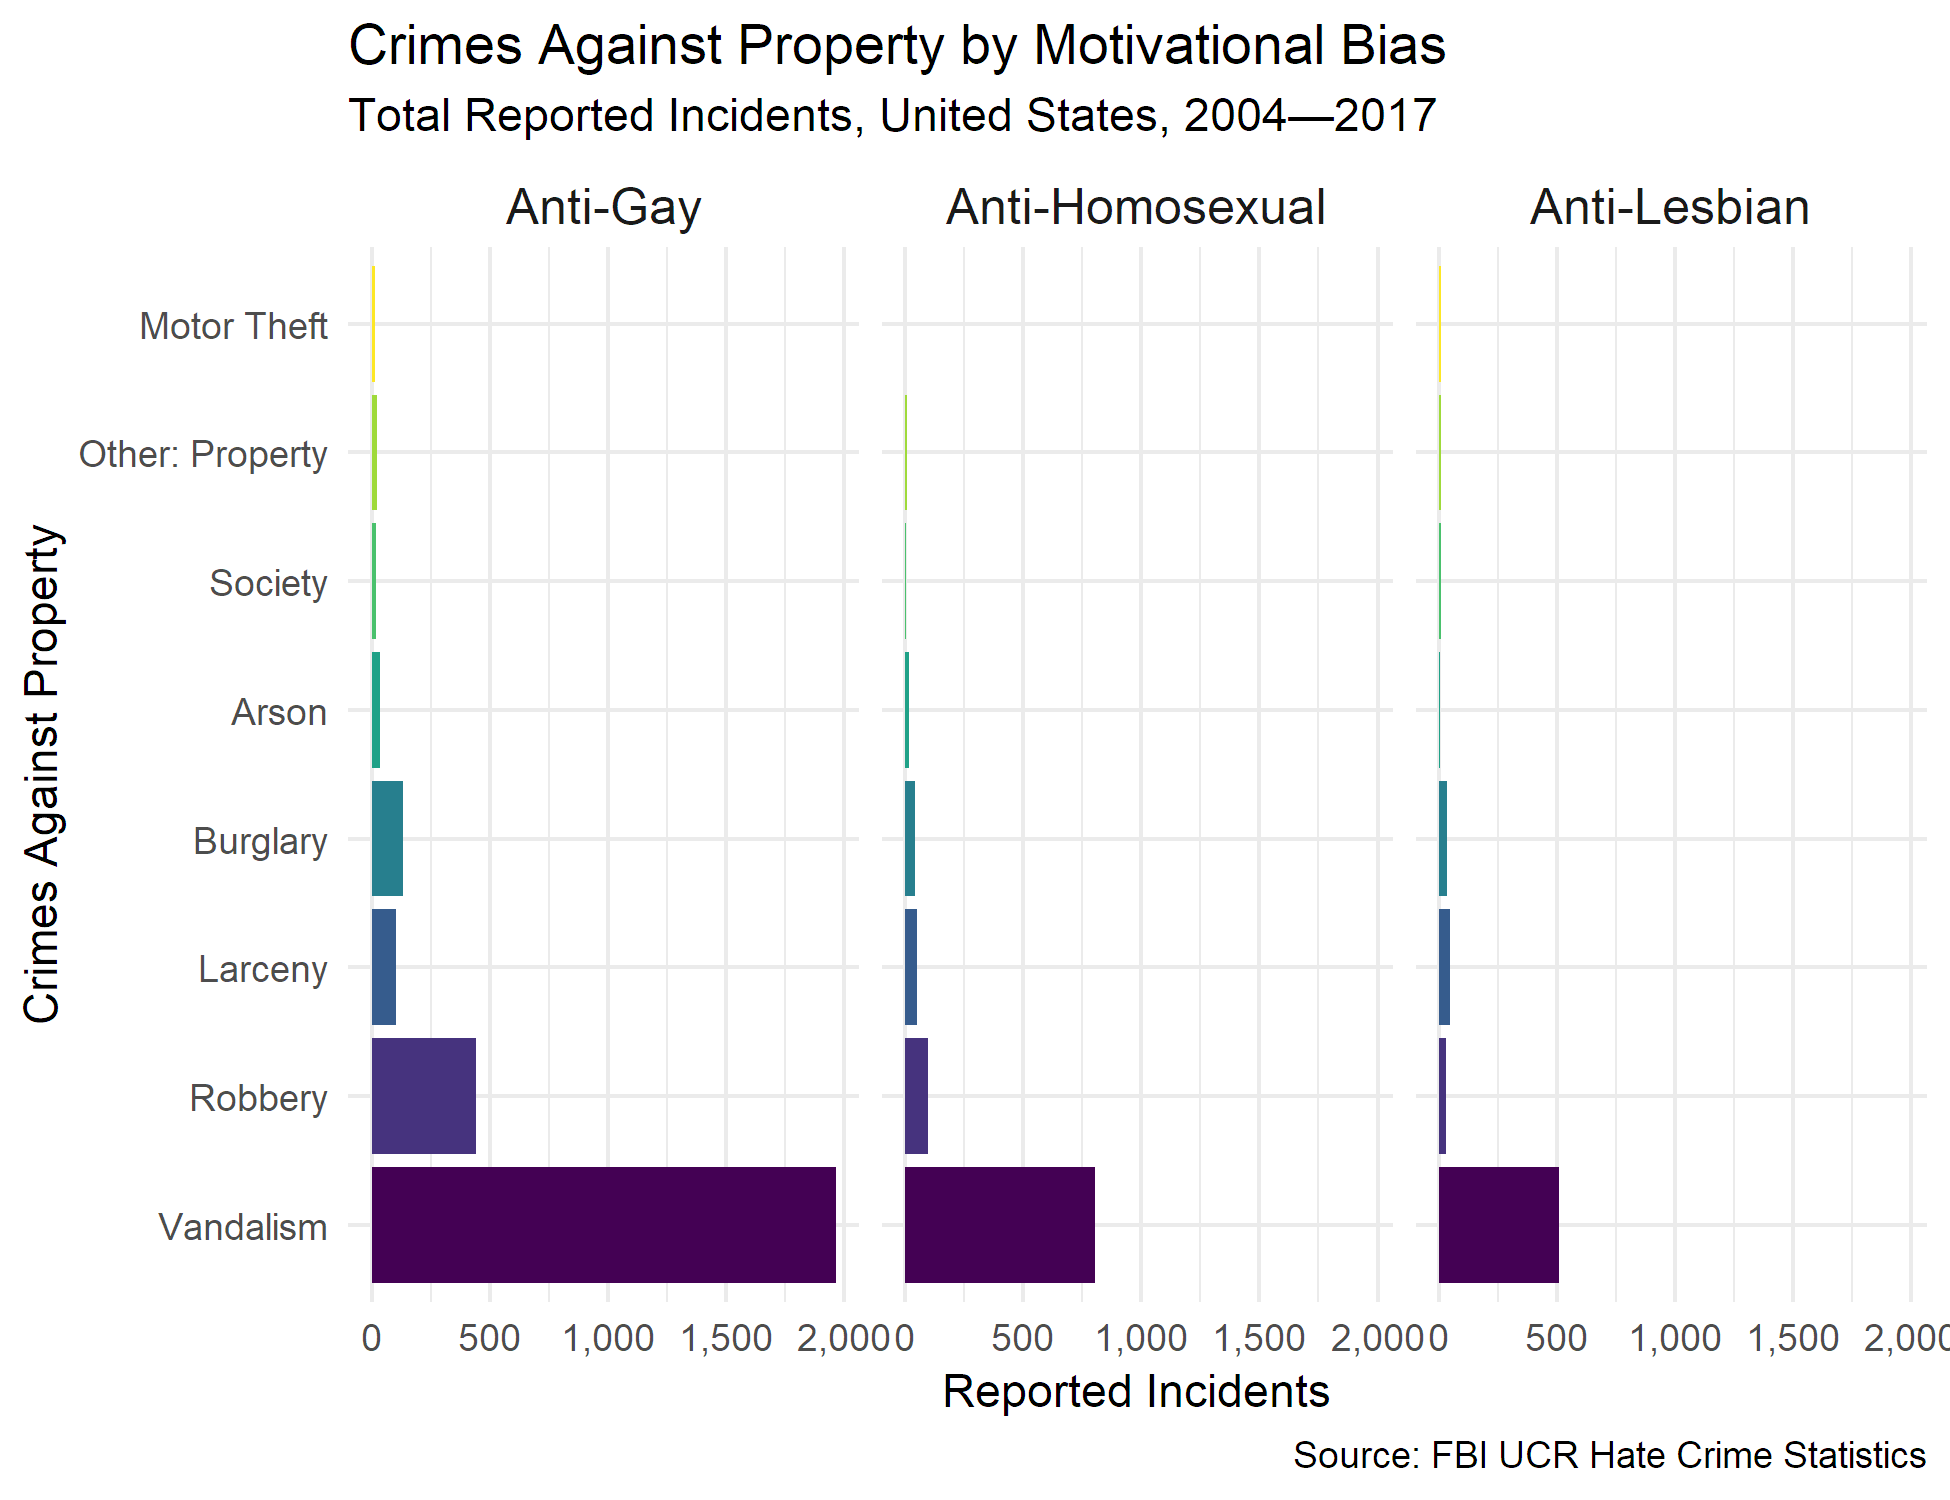 Crimes Against Property by Motivational Bias
Total Reported Incidents, United States, 2004—2017
Anti-Gay Anti-Homosexual Anti-Lesbian
Crimes Against Property
Motor Theft
Other: Property
Society
Arson
Burglary
Larceny
Robbery
Vandalism
0 500 1,000 1,500 2,000 0 500 1,000 1,500 2,000 0 500 1,000 1,500 2,000
Reported Incidents
Source: FBI UCR Hate Crime Statistics